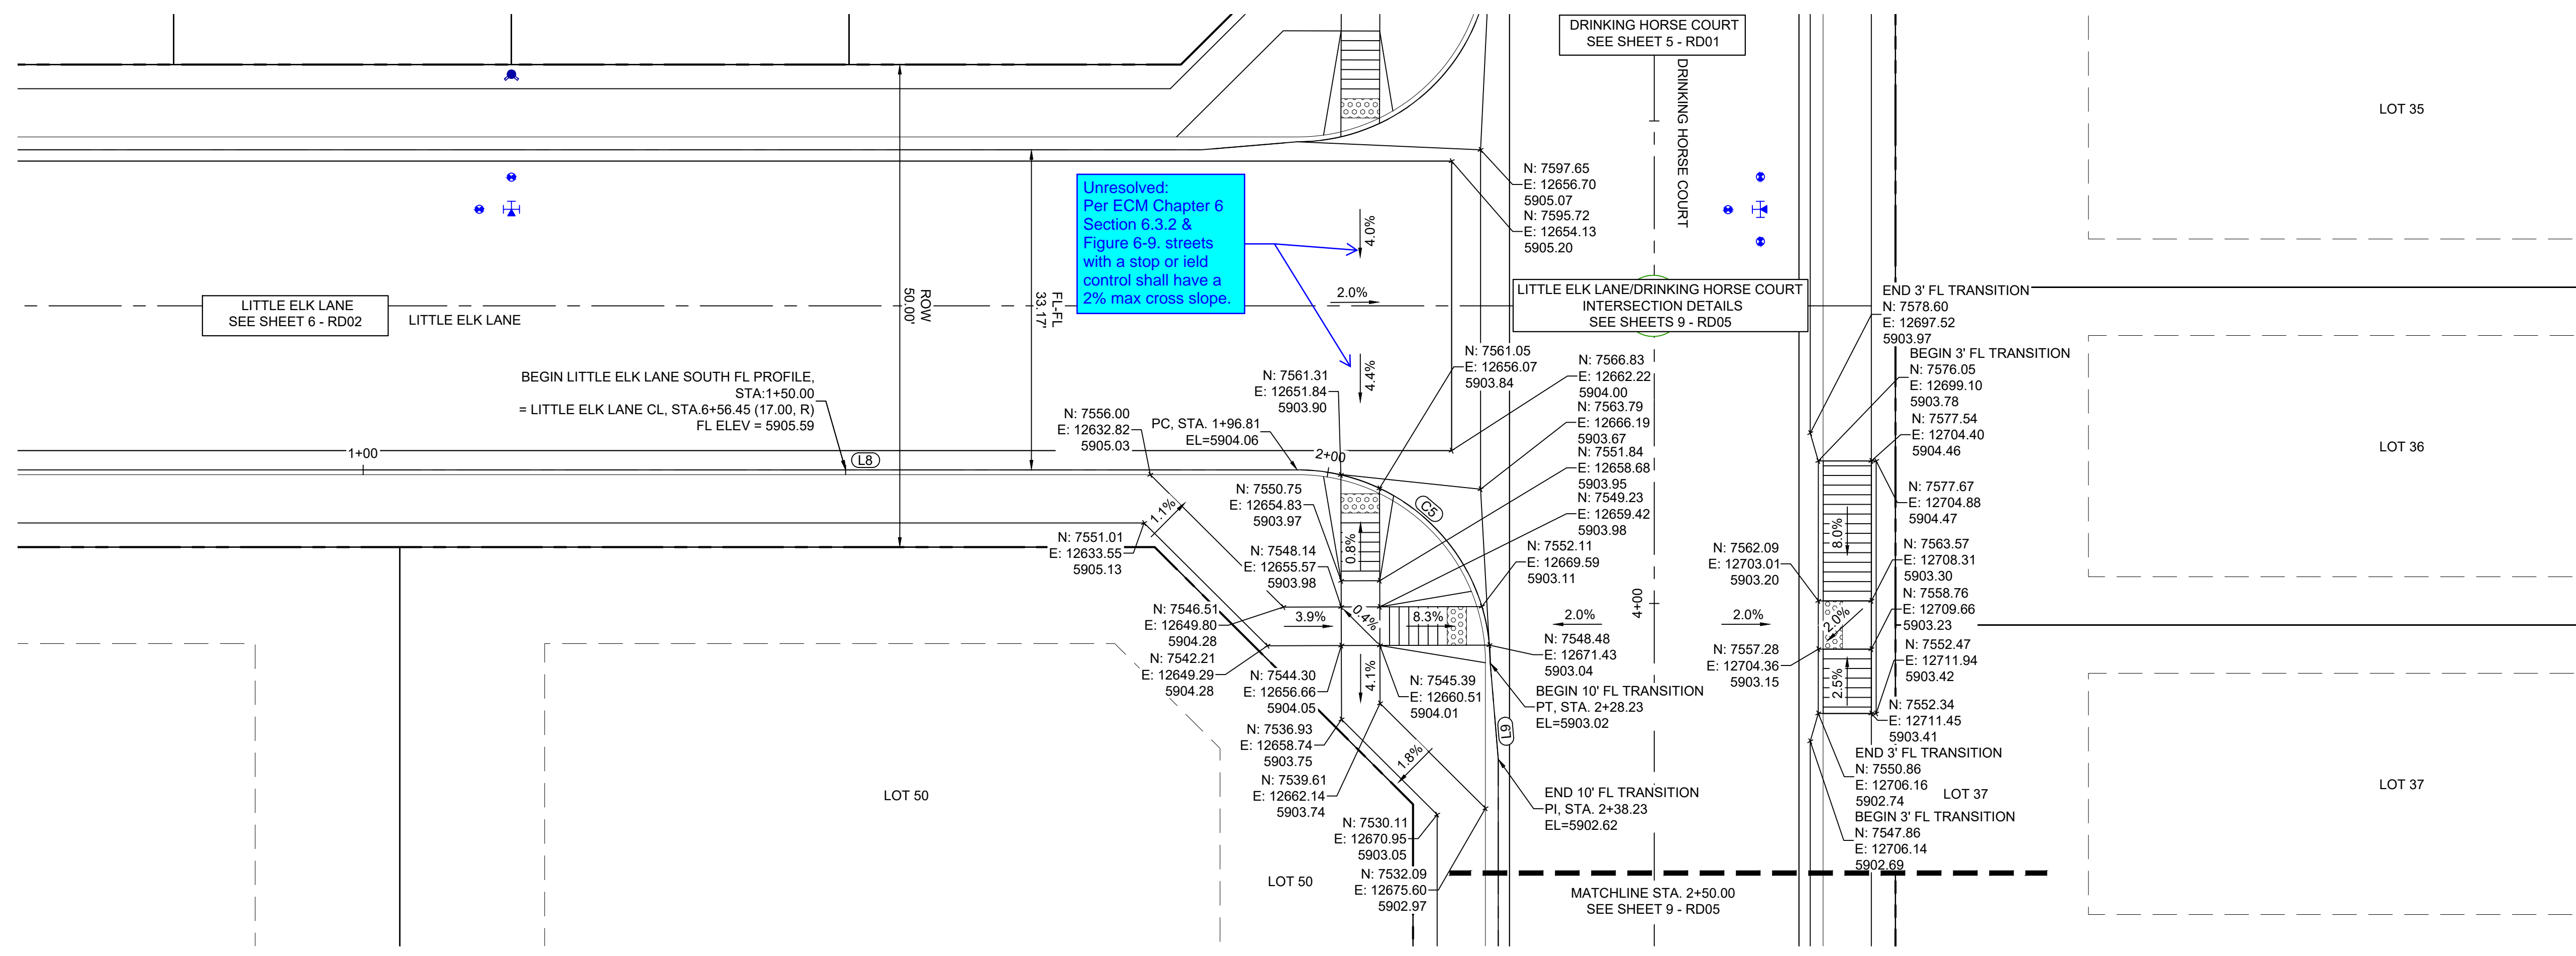 DRINKING HORSE COURT
SEE SHEET 5 - RD01
DRINKING HORSE COURT
LOT 35
N: 7597.65
E: 12656.70
5905.07
N: 7595.72
E: 12654.13
5905.20
Unresolved:
Per ECM Chapter 6
Section 6.3.2 &
Figure 6-9. streets
with a stop or ield
control shall have a
2% max cross slope.
4.0%
2.0%
4.4%
ROW
50.00'
FL-FL
33.17'
LITTLE ELK LANE
SEE SHEET 6 - RD02
LITTLE ELK LANE
LITTLE ELK LANE/DRINKING HORSE COURT
INTERSECTION DETAILS
SEE SHEETS 9 - RD05
END 3' FL TRANSITION
N: 7578.60
E: 12697.52
5903.97
BEGIN 3' FL TRANSITION
N: 7576.05
E: 12699.10
5903.78
N: 7577.54
E: 12704.40
5904.46
N: 7577.67
E: 12704.88
5904.47
N: 7563.57
E: 12708.31
5903.30
N: 7558.76
E: 12709.66
5903.23
N: 7552.47
E: 12711.94
5903.42
N: 7552.34
E: 12711.45
5903.41
END 3' FL TRANSITION
N: 7550.86
E: 12706.16
5902.74
BEGIN 3' FL TRANSITION
N: 7547.86
E: 12706.14
5902.69
LOT 36
LOT 37
LOT 37
BEGIN LITTLE ELK LANE SOUTH FL PROFILE,
STA:1+50.00
= LITTLE ELK LANE CL, STA.6+56.45 (17.00, R)
FL ELEV = 5905.59
1+00
L8
N: 7556.00
E: 12632.82
5905.03
PC, STA. 1+96.81
EL=5904.06
2+00
N: 7561.31
E: 12651.84
5903.90
N: 7561.05
E: 12656.07
5903.84
N: 7566.83
E: 12662.22
5904.00
N: 7563.79
E: 12666.19
5903.67
N: 7551.84
E: 12658.68
5903.95
N: 7549.23
E: 12659.42
5903.98
N: 7552.11
E: 12669.59
5903.11
N: 7550.75
E: 12654.83
5903.97
C5
1.1%
0.8%
N: 7551.01
E: 12633.55
5905.13
N: 7548.14
E: 12655.57
5903.98
N: 7546.51
E: 12649.80
5904.28
3.9%
0.4%
8.3%
2.0%
4+00
2.0%
N: 7562.09
E: 12703.01
5903.20
8.0%
2.0%
2.5%
N: 7557.28
E: 12704.36
5903.15
N: 7542.21
E: 12649.29
5904.28
N: 7544.30
E: 12656.66
5904.05
4.1%
N: 7545.39
E: 12660.51
5904.01
N: 7548.48
E: 12671.43
5903.04
BEGIN 10' FL TRANSITION
PT, STA. 2+28.23
EL=5903.02
L9
N: 7536.93
E: 12658.74
5903.75
1.8%
N: 7539.61
E: 12662.14
5903.74
END 10' FL TRANSITION
PI, STA. 2+38.23
EL=5902.62
N: 7530.11
E: 12670.95
5903.05
N: 7532.09
E: 12675.60
5902.97
LOT 50
LOT 50
MATCHLINE STA. 2+50.00
SEE SHEET 9 - RD05